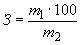 З = m₁ · 100 / m₂